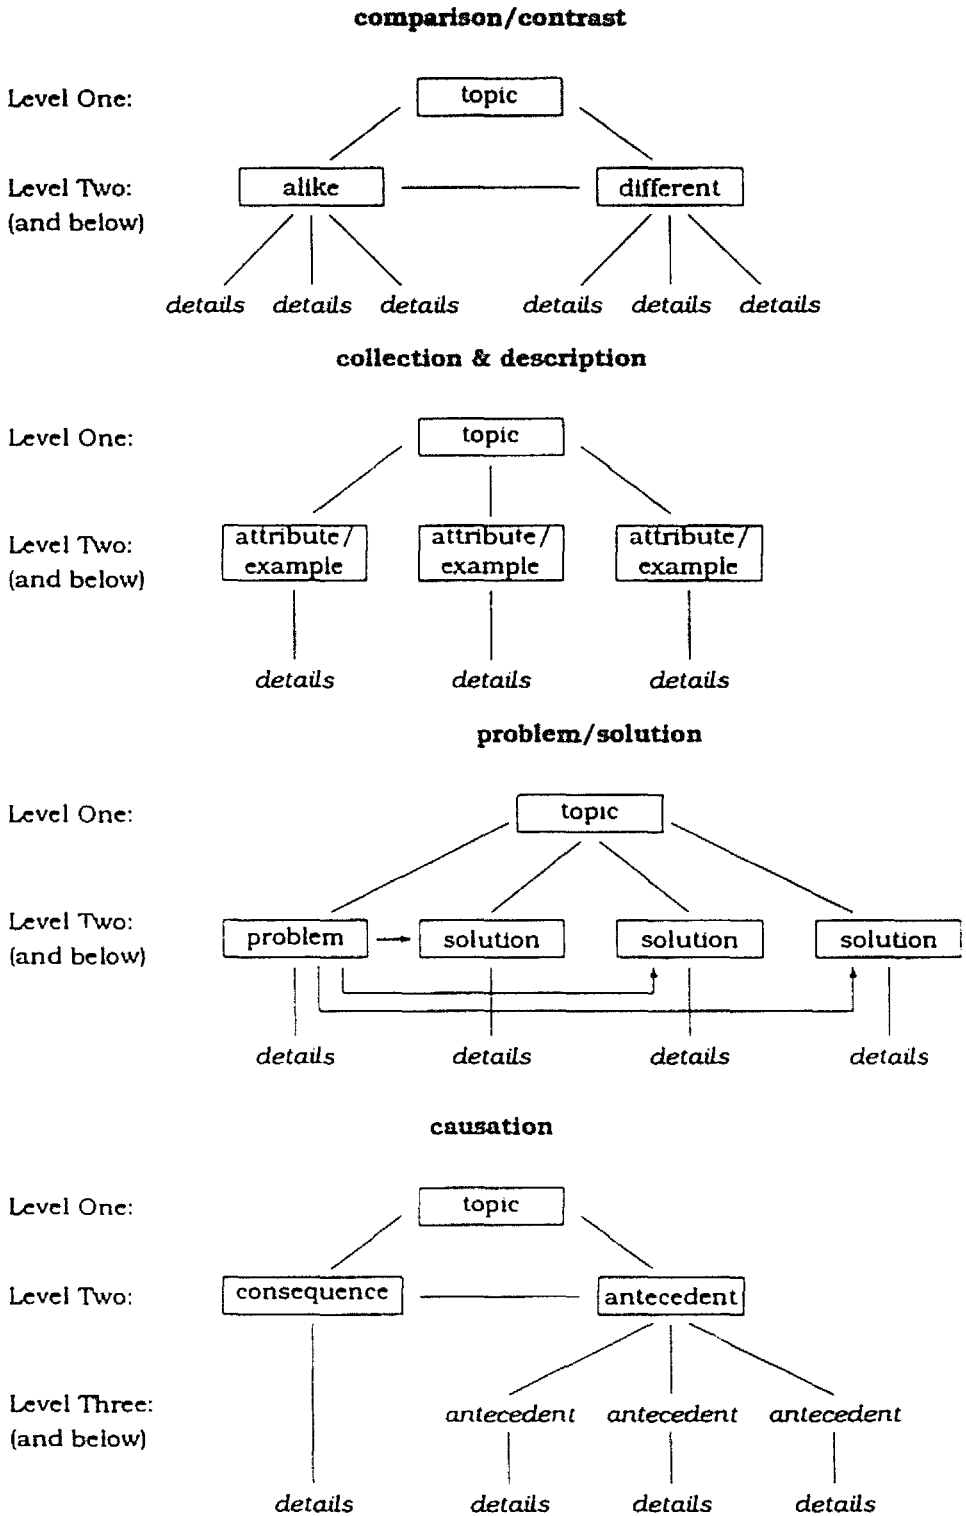 comparison/contrast
Level One: topic
Level Two: alike different
(and below)
details details details details details details
collection & description
Level One: topic
Level Two: attribute/ attribute/ attribute/
(and below) example example example
details details details
problem/solution
Level One: topic
Level Two: problem solution solution solution
(and below)
details details details details
causation
Level One: topic
Level Two: consequence antecedent
Level Three: antecedent antecedent antecedent
(and below)
details details details details